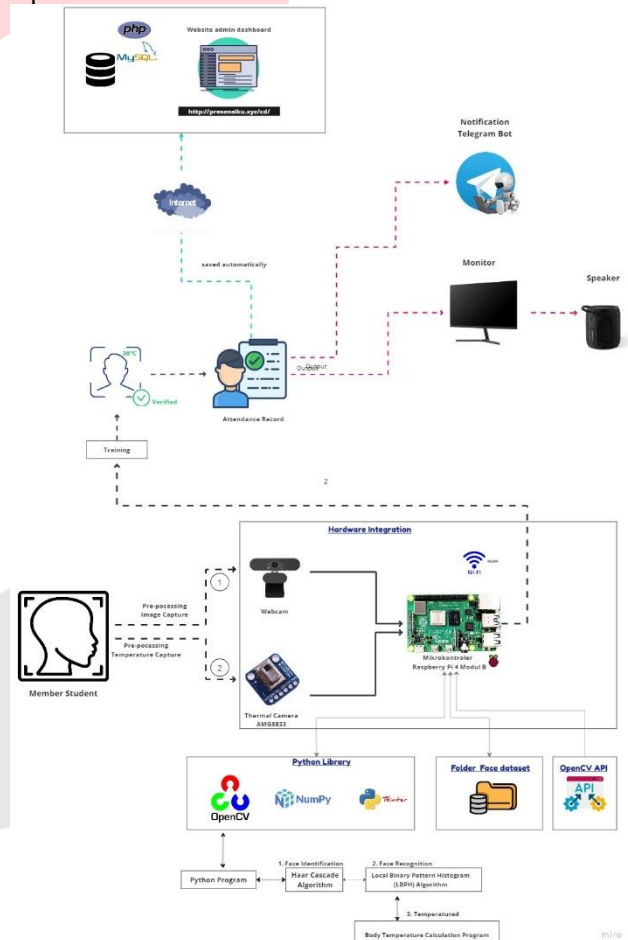 php
MySQL
Website admin dashboard
http://presensiku.xyz/cd/
Notification
Telegram Bot
Internet
saved automatically
Monitor
Speaker
Verified
Output
Output
Attendance Record
Training
2
Hardware Integration
Webcam
Wi-Fi
WLAN
1
Pre-pocessing
Image Capture
Pre-pocessing
Temperature Capture
2
Member Student
Mikrokontroler
Raspberry Pi 4 Modul B
Thermal Camera
AMG8833
Python Library
OpenCV
NumPy
Tkinter
Folder Face dataset
OpenCV API
API
1. Face Identification
2. Face Recognition
Python Program
Haar Cascade
Algorithm
Local Binary Pattern Histogram
(LBPH) Algorithm
3. Temperatured
Body Temperature Calculation Program
miro